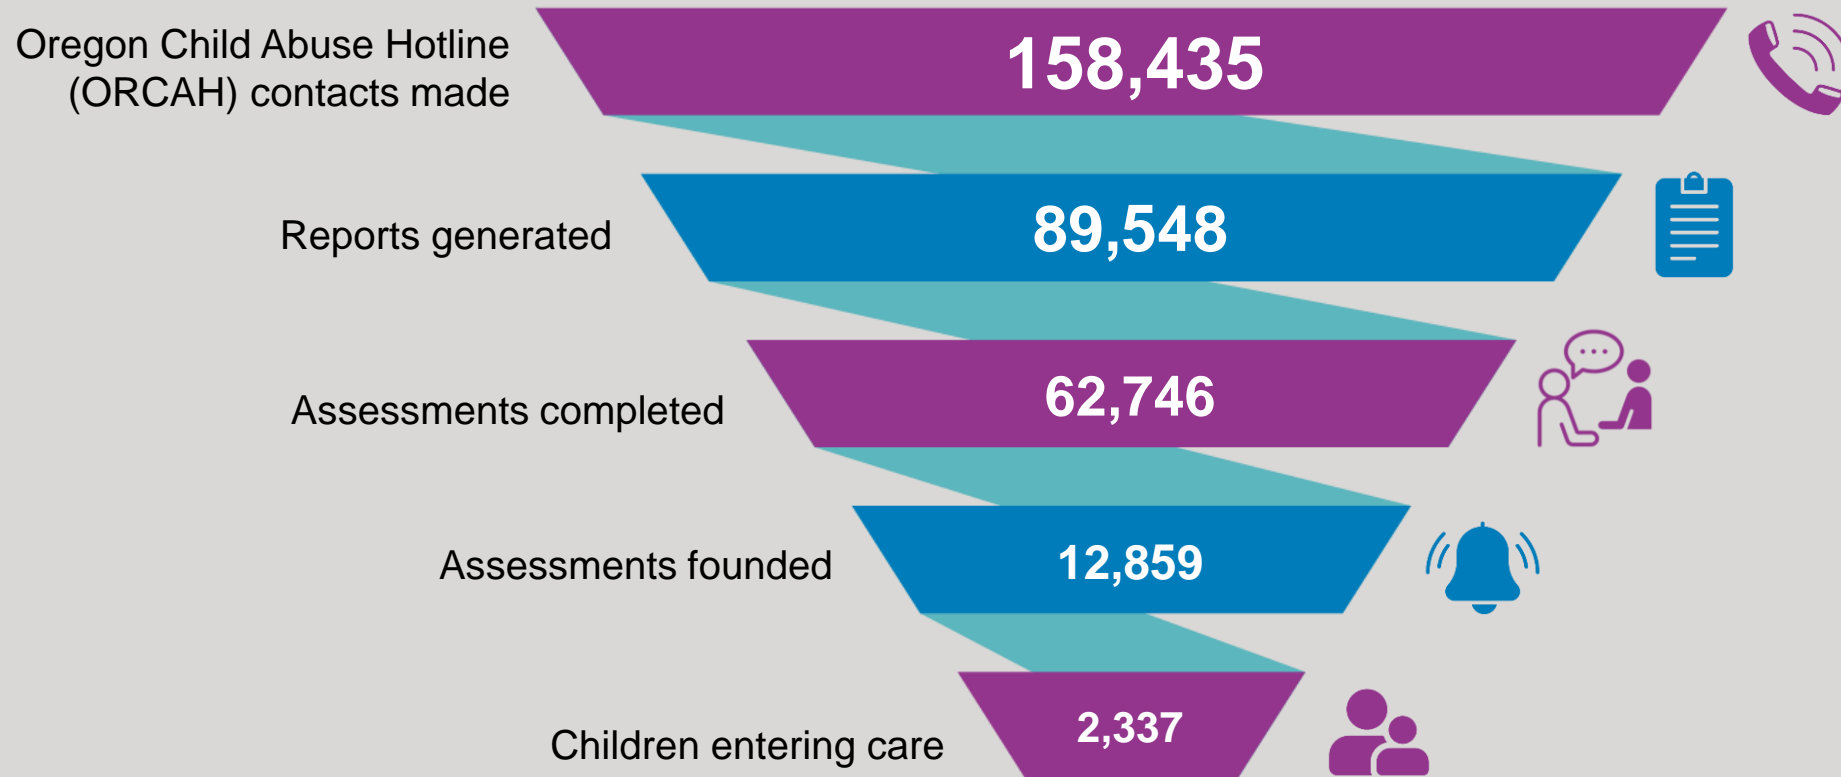 Oregon Child Abuse Hotline
(ORCAH) contacts made
158,435
Reports generated
89,548
Assessments completed
62,746
Assessments founded
12,859
Children entering care
2,337